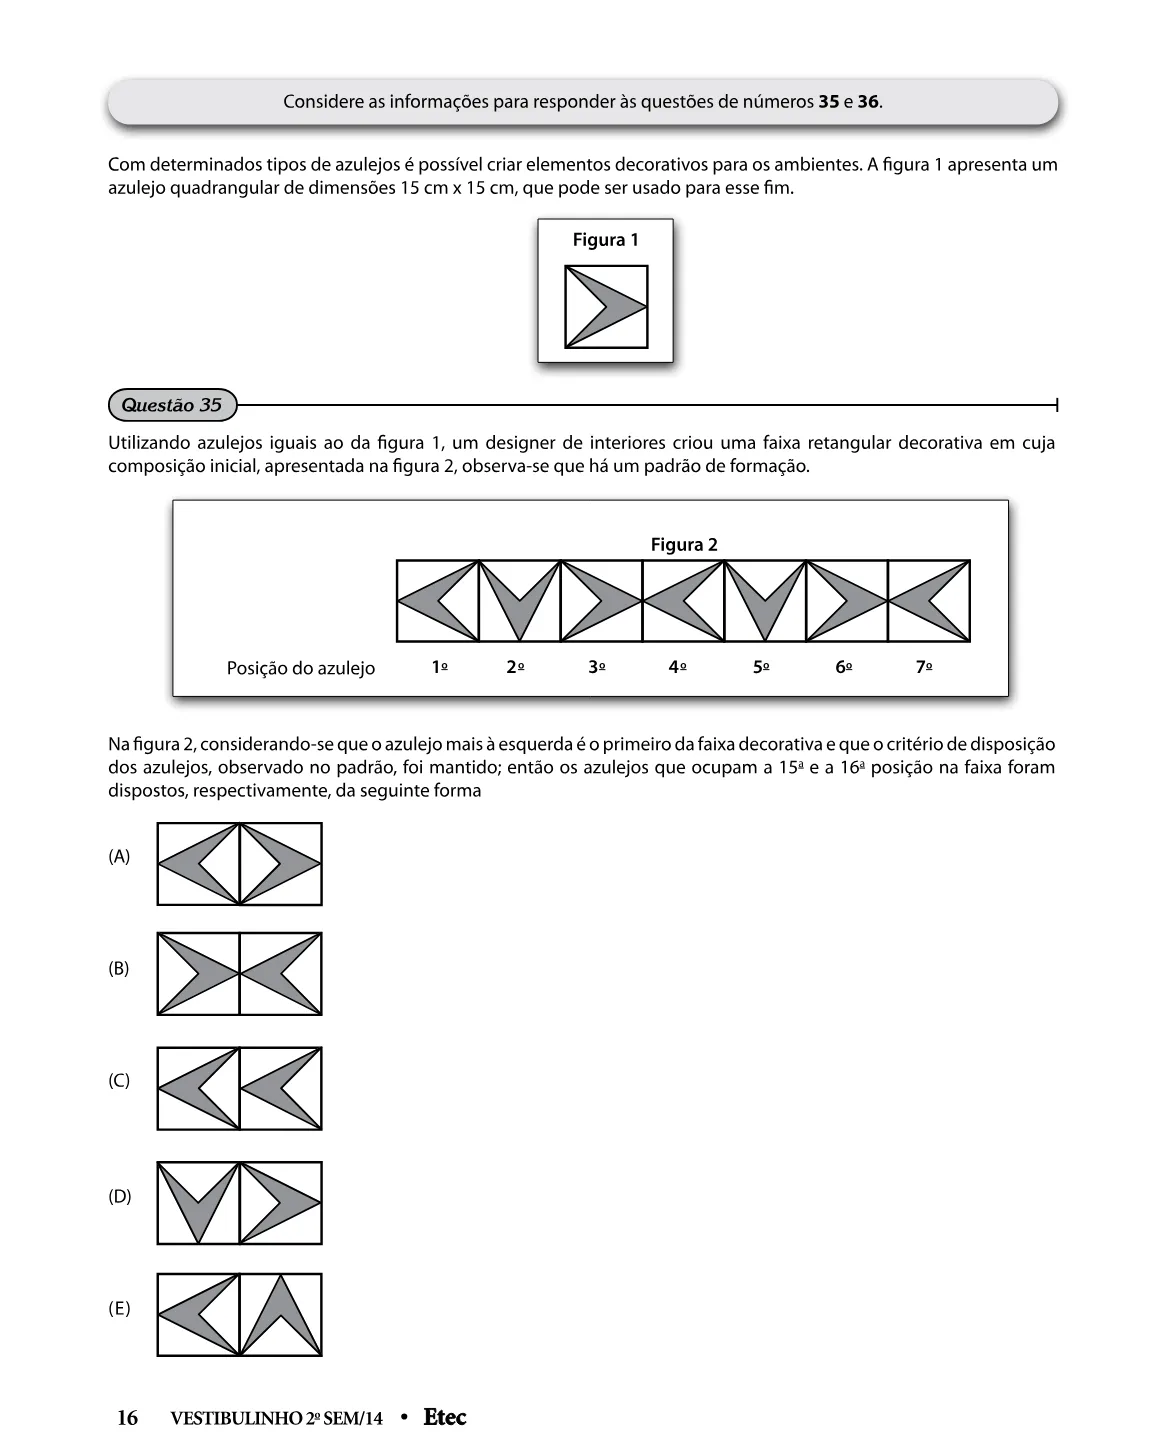 Considere as informações para responder às questões de números 35 e 36.
Com determinados tipos de azulejos é possível criar elementos decorativos para os ambientes. A figura 1 apresenta um
azulejo quadrangular de dimensões 15 cm x 15 cm, que pode ser usado para esse fim.
Figura 1
Questão 35
Utilizando azulejos iguais ao da figura 1, um designer de interiores criou uma faixa retangular decorativa em cuja
composição inicial, apresentada na figura 2, observa-se que há um padrão de formação.
Figura 2
Posição do azulejo 1º 2º 3º 4º 5º 6º 7º
Na figura 2, considerando-se que o azulejo mais à esquerda é o primeiro da faixa decorativa e que o critério de disposição
dos azulejos, observado no padrão, foi mantido; então os azulejos que ocupam a 15ª e a 16ª posição na faixa foram
dispostos, respectivamente, da seguinte forma
(A)
(B)
(C)
(D)
(E)
16 VESTIBULINHO 2º SEM/14 • Etec